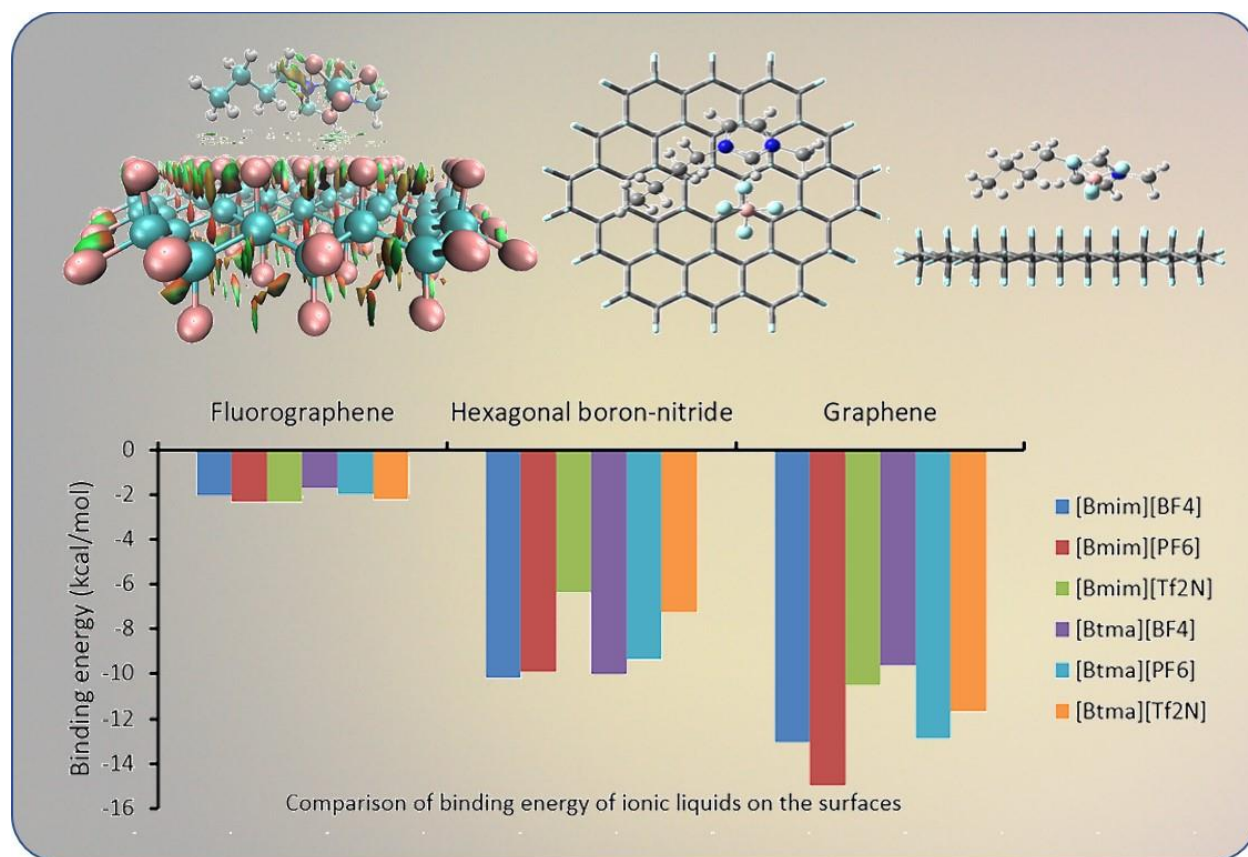 Fluorographene Hexagonal boron-nitride Graphene
Binding energy (kcal/mol)
0
-2
-4
-6
-8
-10
-12
-14
-16
[Bmim][BF4]
[Bmim][PF6]
[Bmim][Tf2N]
[Btma][BF4]
[Btma][PF6]
[Btma][Tf2N]
Comparison of binding energy of ionic liquids on the surfaces